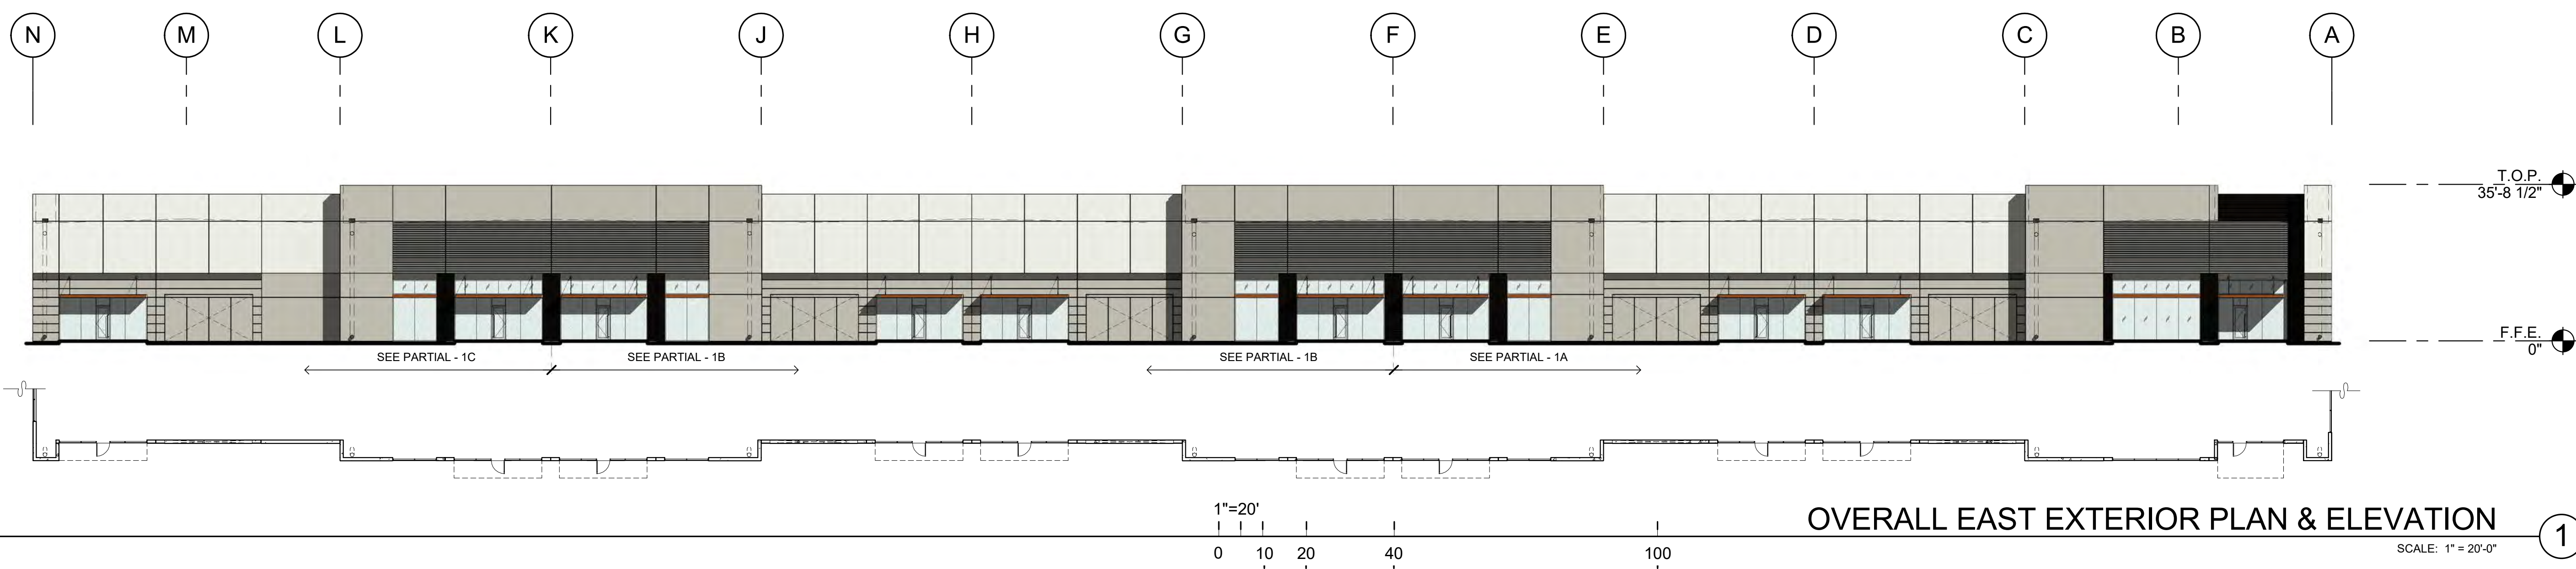 N M L K J H G F E D C B A
T.O.P.
35'-8 1/2"
F.F.E.
0"
SEE PARTIAL - 1C SEE PARTIAL - 1B SEE PARTIAL - 1B SEE PARTIAL - 1A
1"=20'
0 10 20 40 100
OVERALL EAST EXTERIOR PLAN & ELEVATION
1
SCALE: 1" = 20'-0"